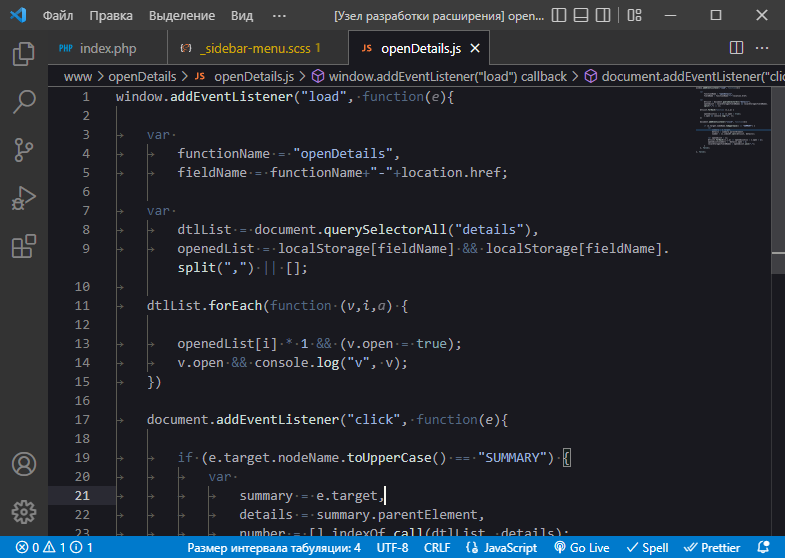 Файл Правка Выделение Вид ··· [Узел разработки расширения] open...
PHP index.php _sidebar-menu.scss 1 JS openDetails.js
www > openDetails > JS openDetails.js > window.addEventListener("load") callback > document.addEventListener("clic
1 window.addEventListener("load", function(e){
2
3 var
4 functionName = "openDetails",
5 fieldName = functionName+"-"+location.href;
6
7 var
8 dtlList = document.querySelectorAll("details"),
9 openedList = localStorage[fieldName] && localStorage[fieldName].
split(",") || [];
10
11 dtlList.forEach(function (v,i,a) {
12
13 openedList[i] * 1 && (v.open = true);
14 v.open && console.log("v", v);
15 })
16
17 document.addEventListener("click", function(e){
18
19 if (e.target.nodeName.toUpperCase() == "SUMMARY") {
20 var
21 summary = e.target,
22 details = summary.parentElement,
23 number = [].indexOf.call(dtlList, details);
0 1 1 Размер интервала табуляции: 4 UTF-8 CRLF JavaScript Go Live Spell Prettier